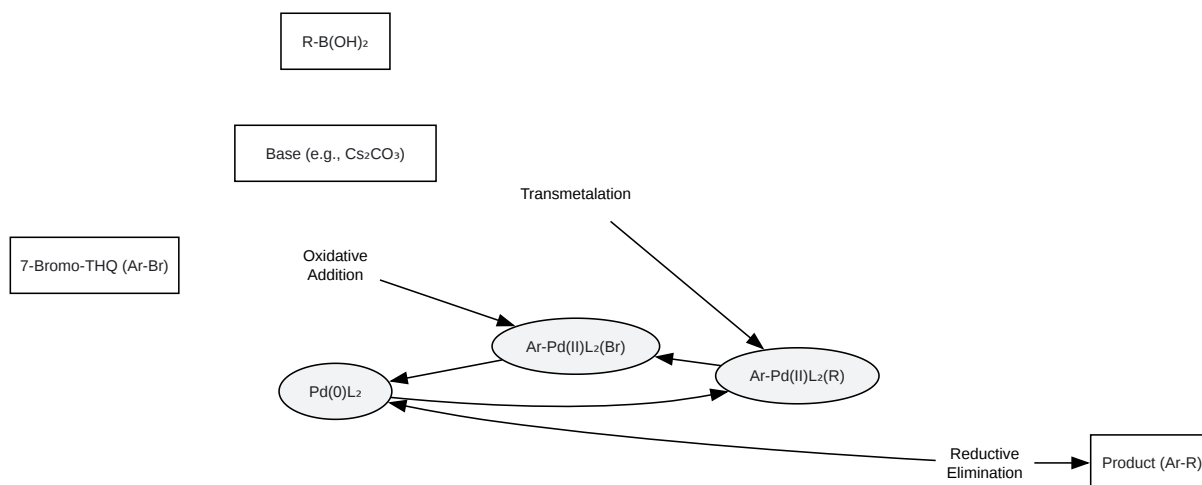 R-B(OH)₂
Base (e.g., Cs₂CO₃)
Transmetalation
7-Bromo-THQ (Ar-Br)
Oxidative
Addition
Ar-Pd(II)L₂(Br)
Ar-Pd(II)L₂(R)
Pd(0)L₂
Reductive
Elimination
Product (Ar-R)